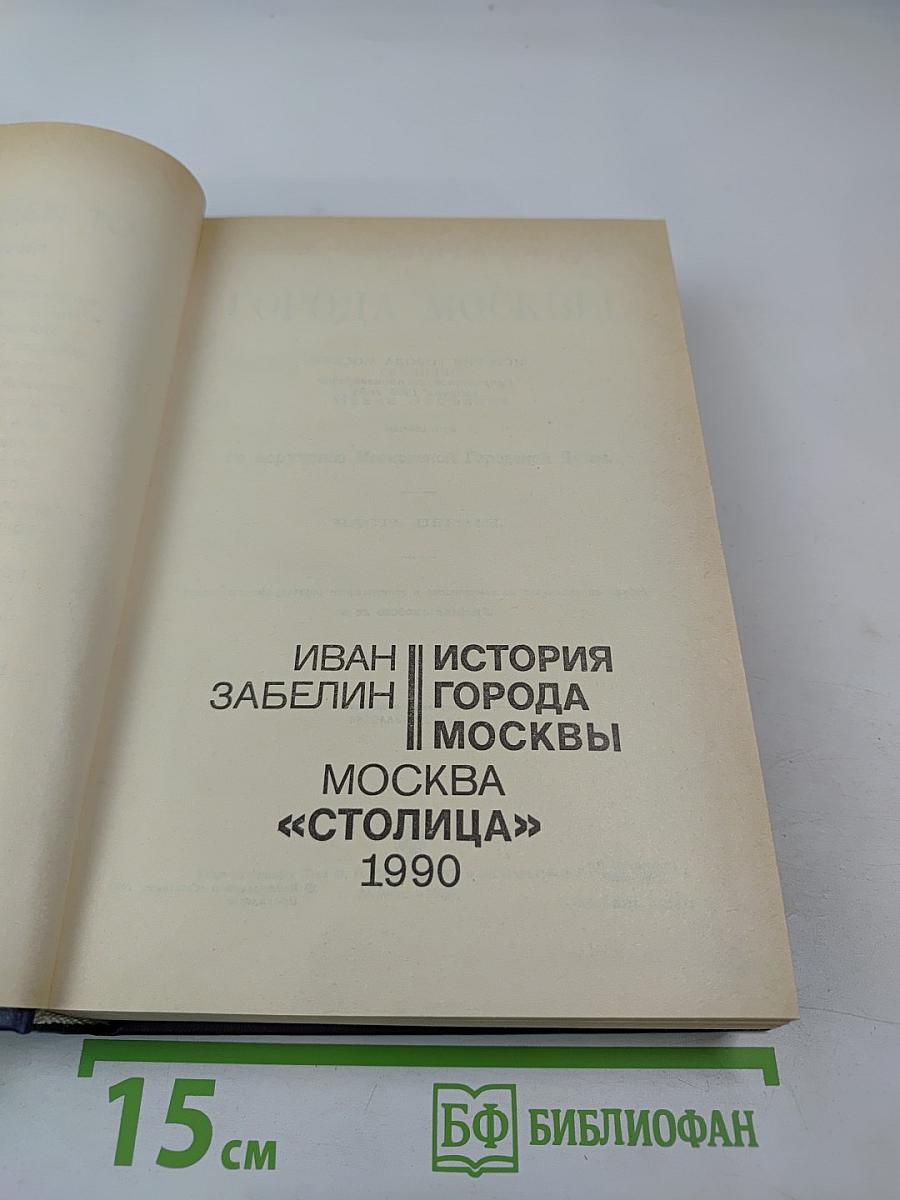 ИВАН
ЗАБЕЛИН
ИСТОРИЯ
ГОРОДА
МОСКВЫ
МОСКВА
«СТОЛИЦА»
1990
15 см
БФ БИБЛИОФАН